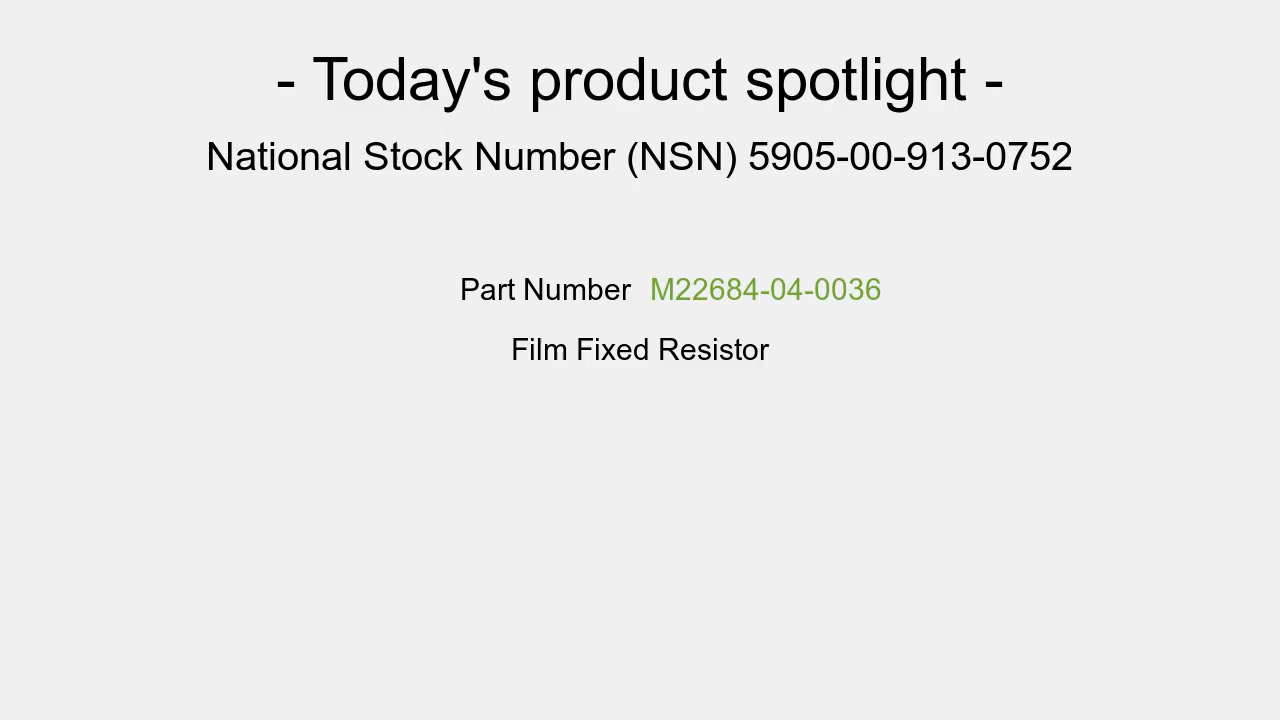 - Today's product spotlight -
National Stock Number (NSN) 5905-00-913-0752
Part Number M22684-04-0036
Film Fixed Resistor